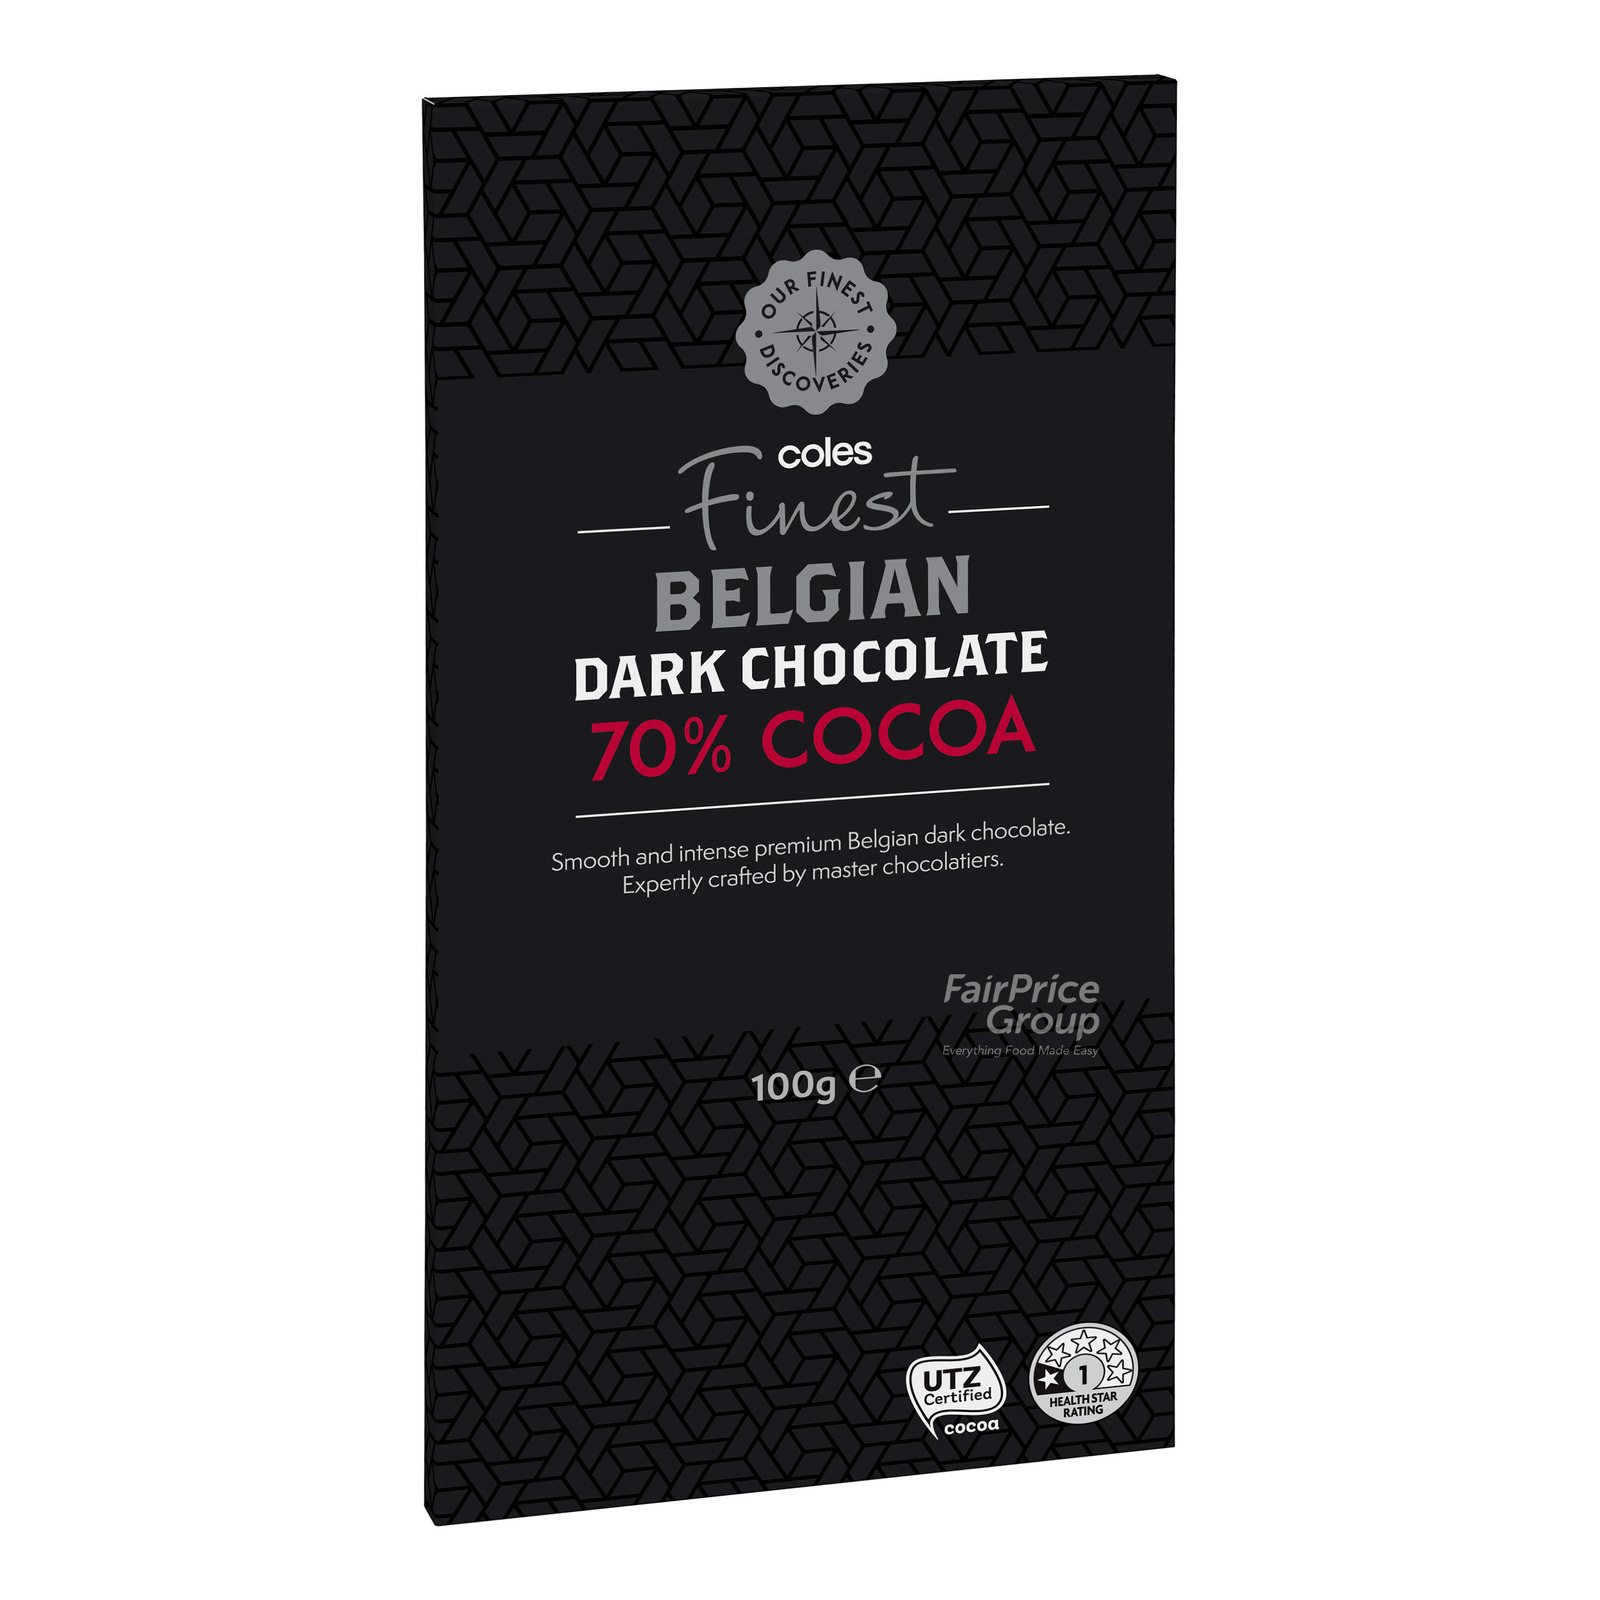 OUR FINEST
DISCOVERIES
coles
Finest
BELGIAN
DARK CHOCOLATE
70% COCOA
Smooth and intense premium Belgian dark chocolate.
Expertly crafted by master chocolatiers.
FairPrice
Group
Everything Food Made Easy
100g ℮
UTZ
Certified
cocoa
1
HEALTH STAR
RATING